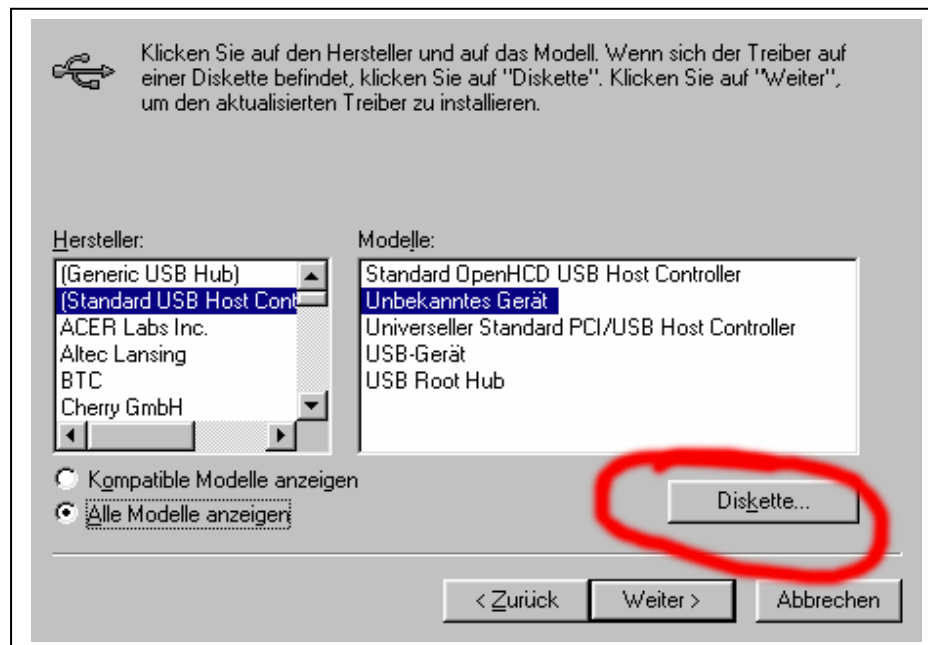 Klicken Sie auf den Hersteller und auf das Modell. Wenn sich der Treiber auf
einer Diskette befindet, klicken Sie auf "Diskette". Klicken Sie auf "Weiter",
um den aktualisierten Treiber zu installieren.
Hersteller:
(Generic USB Hub)
(Standard USB Host Cont
ACER Labs Inc.
Altec Lansing
BTC
Cherry GmbH
Modelle:
Standard OpenHCD USB Host Controller
Unbekanntes Gerät
Universeller Standard PCI/USB Host Controller
USB-Gerät
USB Root Hub
Kompatible Modelle anzeigen
Alle Modelle anzeigen
Diskette...
< Zurück
Weiter >
Abbrechen